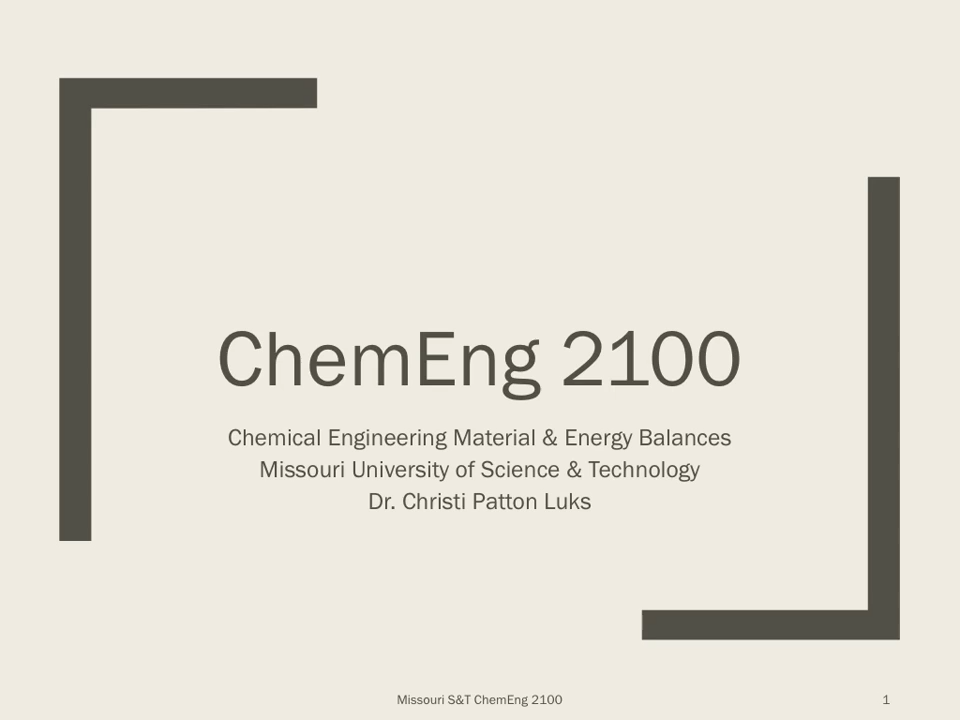 ChemEng 2100
Chemical Engineering Material & Energy Balances
Missouri University of Science & Technology
Dr. Christi Patton Luks
Missouri S&T ChemEng 2100
1